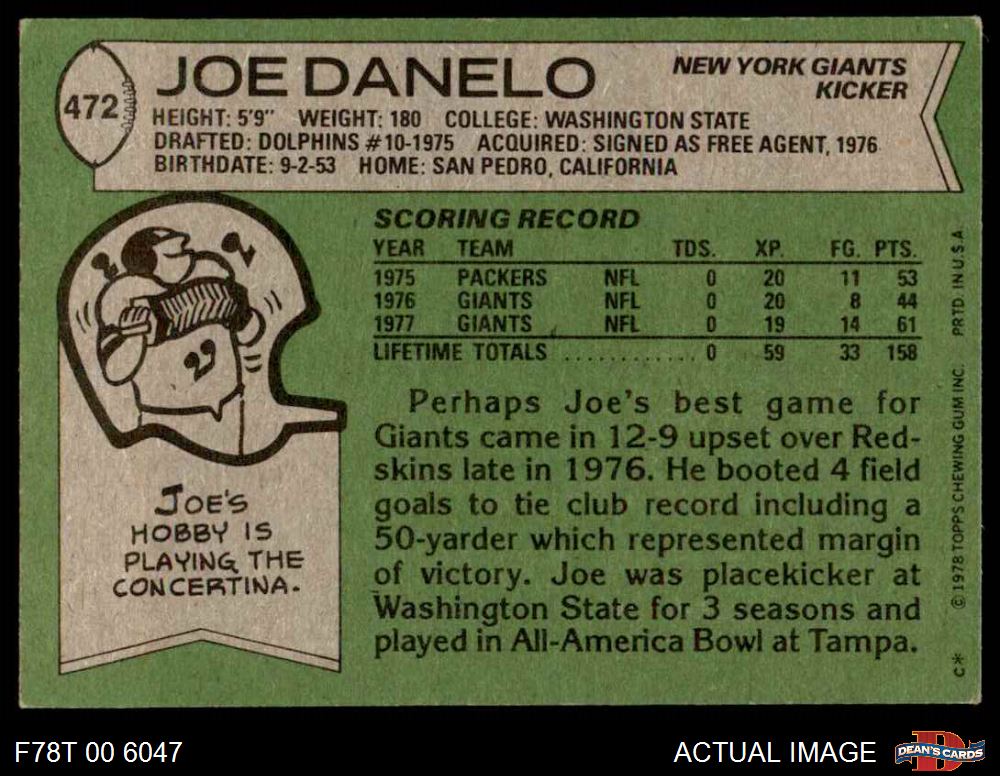 472
JOE DANELO
NEW YORK GIANTS
KICKER
HEIGHT: 5'9" WEIGHT: 180 COLLEGE: WASHINGTON STATE
DRAFTED: DOLPHINS #10-1975 ACQUIRED: SIGNED AS FREE AGENT, 1976
BIRTHDATE: 9-2-53 HOME: SAN PEDRO, CALIFORNIA
SCORING RECORD
YEAR TEAM TDS. XP. FG. PTS.
1975 PACKERS NFL 0 20 11 53
1976 GIANTS NFL 0 20 8 44
1977 GIANTS NFL 0 19 14 61
LIFETIME TOTALS ............ 0 59 33 158
Perhaps Joe's best game for
Giants came in 12-9 upset over Red-
skins late in 1976. He booted 4 field
goals to tie club record including a
50-yarder which represented margin
of victory. Joe was placekicker at
Washington State for 3 seasons and
played in All-America Bowl at Tampa.
JOE'S
HOBBY IS
PLAYING THE
CONCERTINA.
C* © 1978 TOPPS CHEWING GUM INC. PRTD. IN U.S.A
F78T 00 6047
ACTUAL IMAGE
D
DEAN'S CARDS